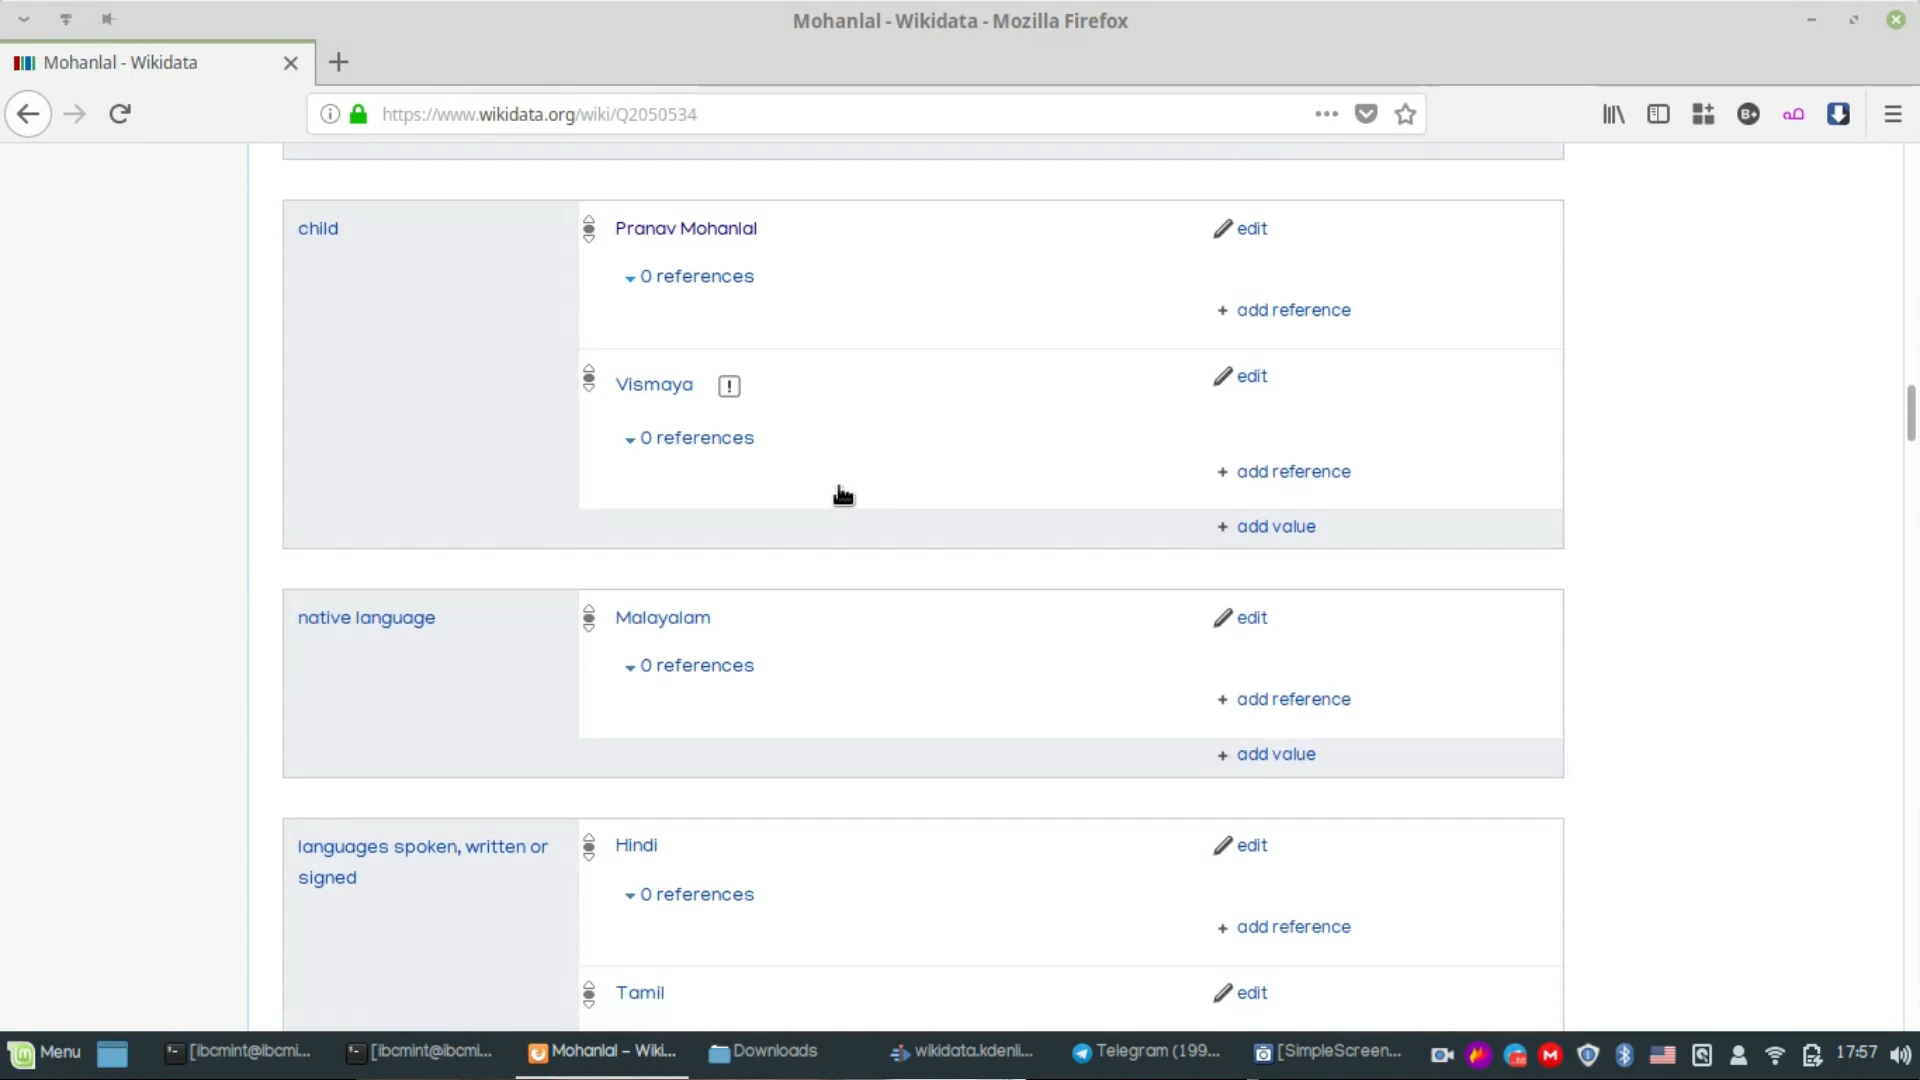 Mohanlal - Wikidata - Mozilla Firefox
Mohanlal - Wikidata
https://www.wikidata.org/wiki/Q2050534
child
Pranav Mohanlal
edit
0 references
+ add reference
Vismaya
!
edit
0 references
+ add reference
+ add value
native language
Malayalam
edit
0 references
+ add reference
+ add value
languages spoken, written or
signed
Hindi
edit
0 references
+ add reference
Tamil
edit
Menu
[ibcmint@ibcmi...
[ibcmint@ibcmi...
Mohanlal – Wiki...
Downloads
wikidata.kdenli...
Telegram (199...
[SimpleScreen...
17:57